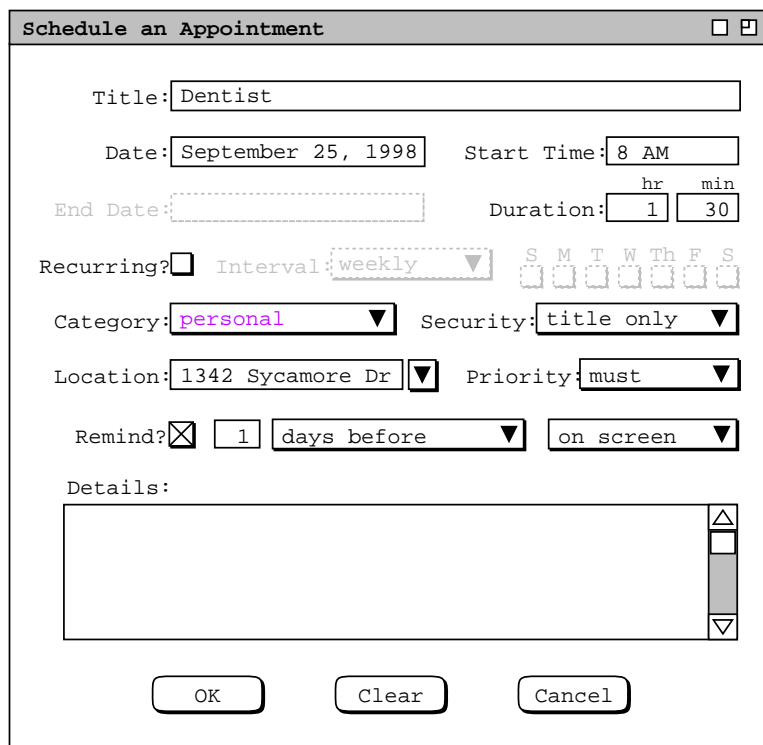 Schedule an Appointment
Title: Dentist
Date: September 25, 1998 Start Time: 8 AM
hr min
End Date: Duration: 1 30
Recurring? Interval: weekly S M T W Th F S
Category: personal Security: title only
Location: 1342 Sycamore Dr Priority: must
Remind? 1 days before on screen
Details:
OK Clear Cancel